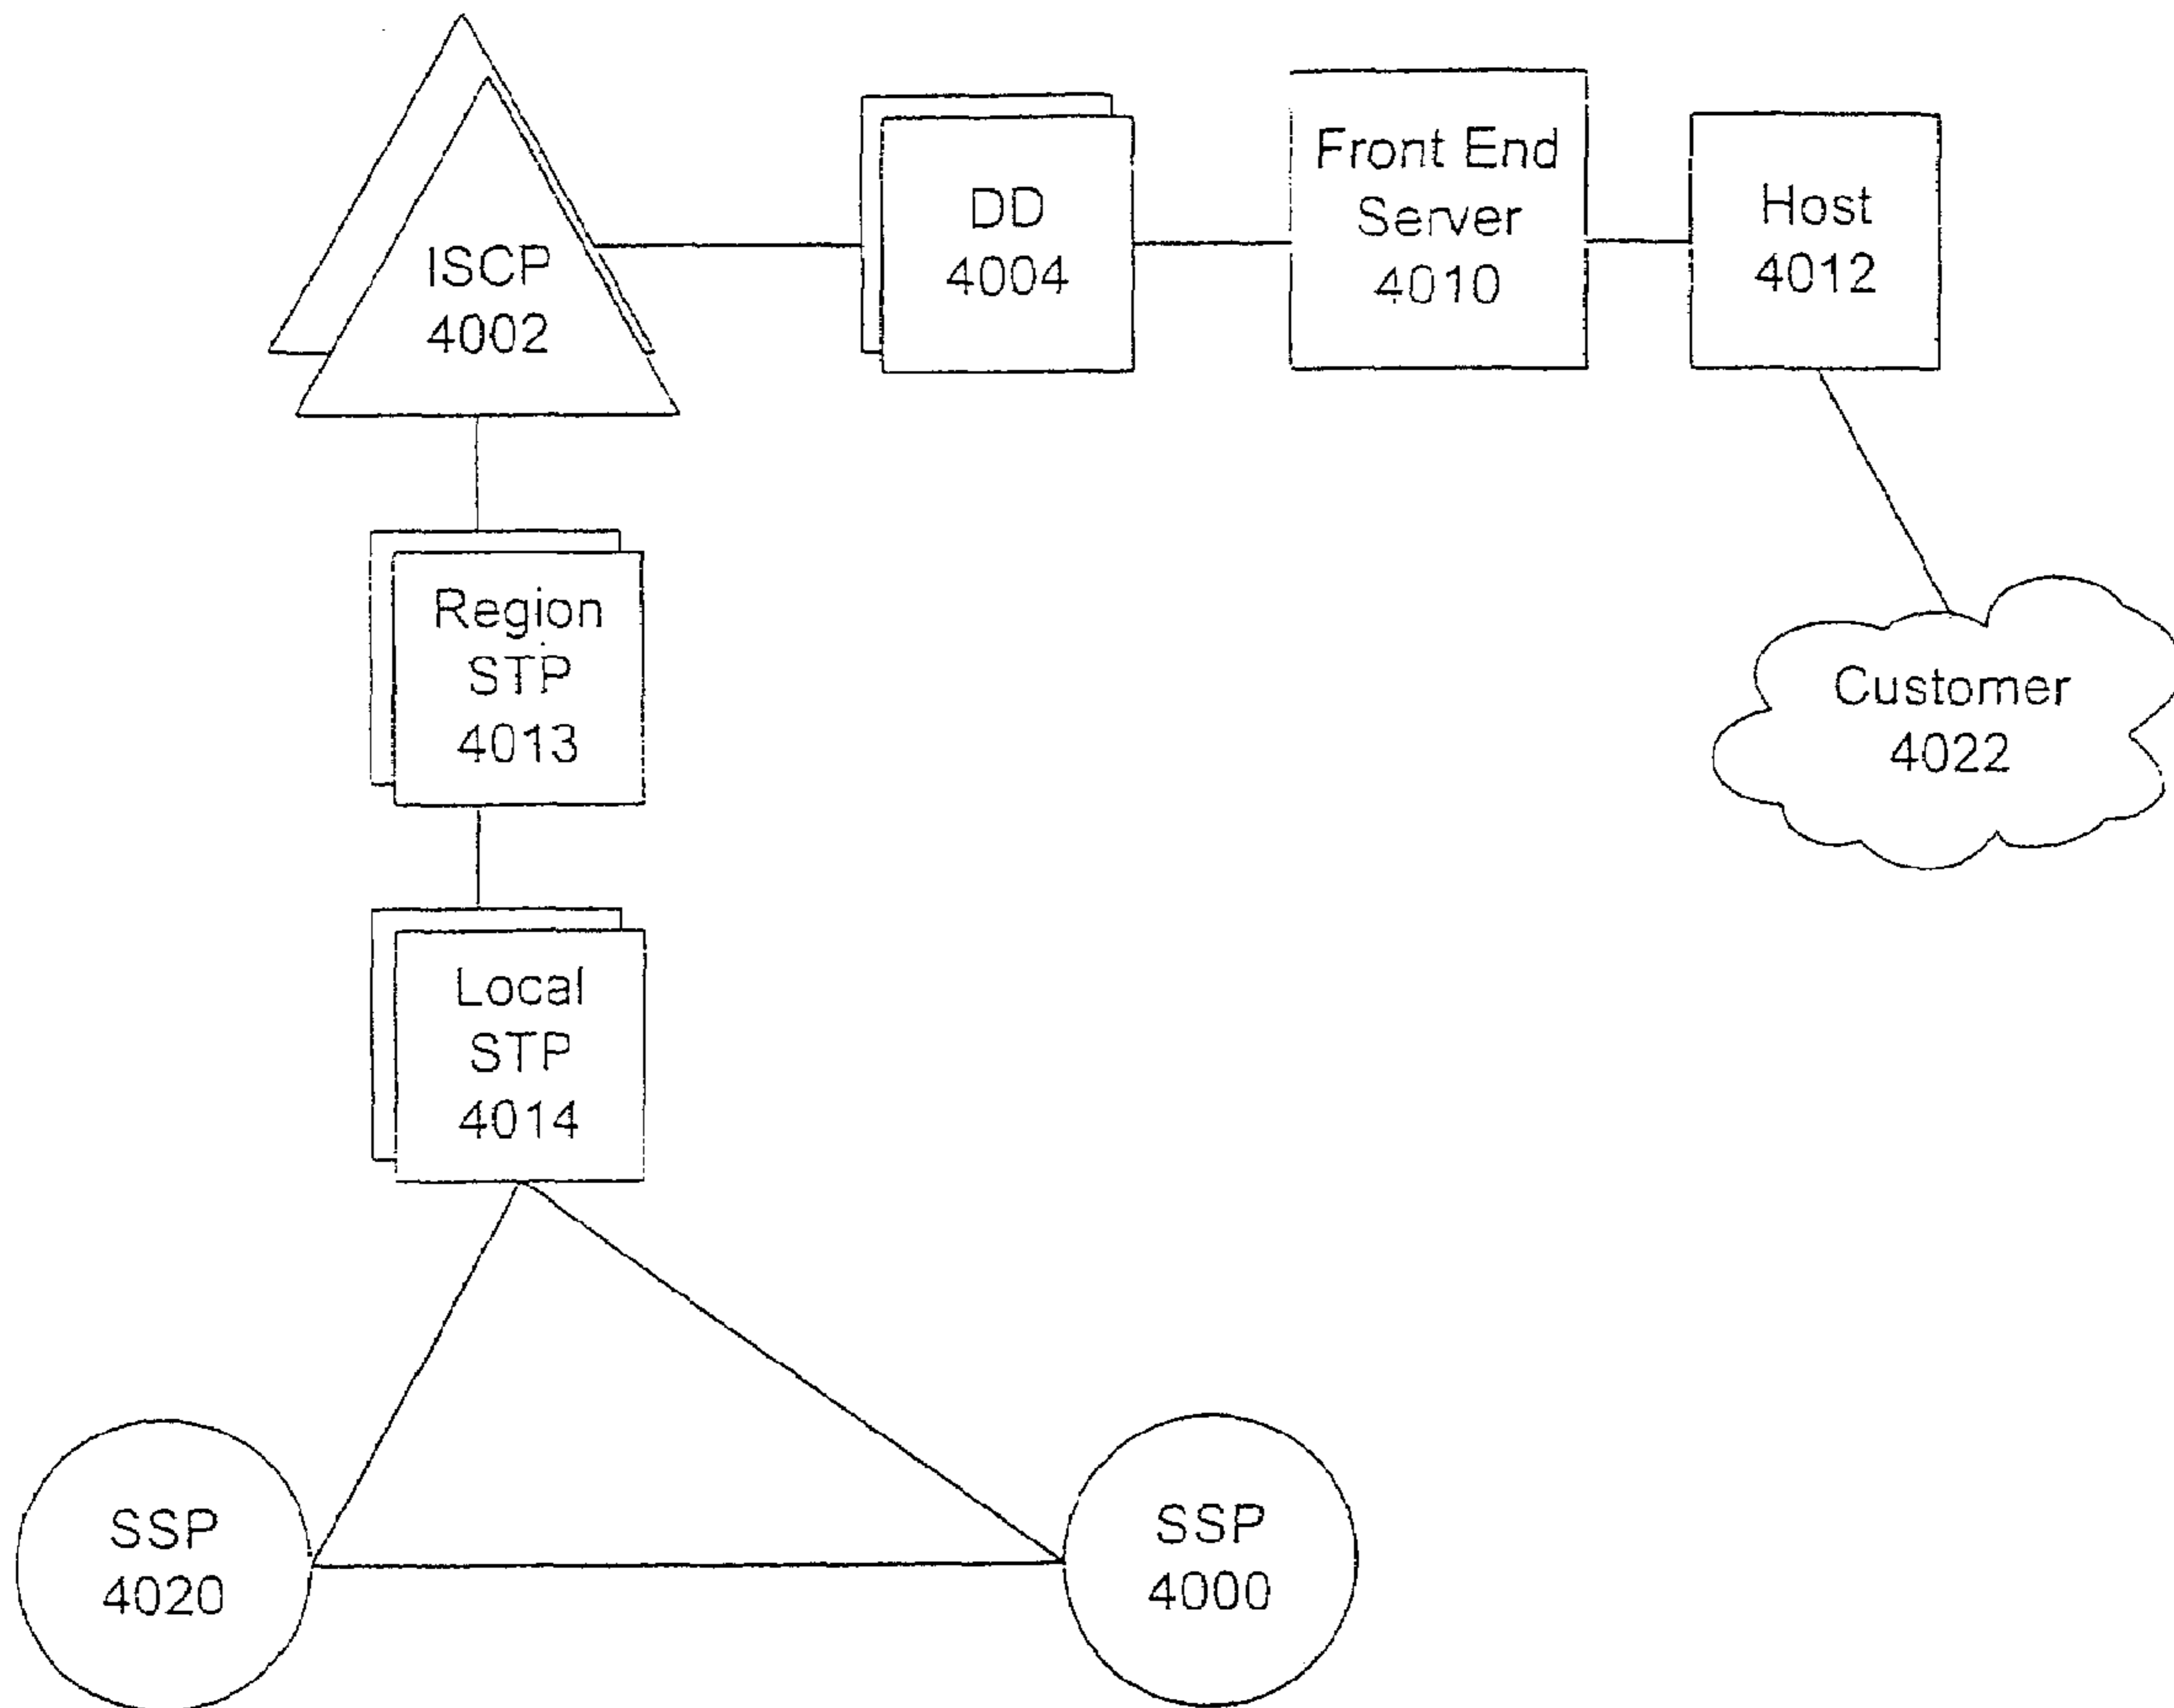 ISCP
4002
DD
4004
Front End
Server
4010
Host
4012
Region
STP
4013
Customer
4022
Local
STP
4014
SSP
4020
SSP
4000